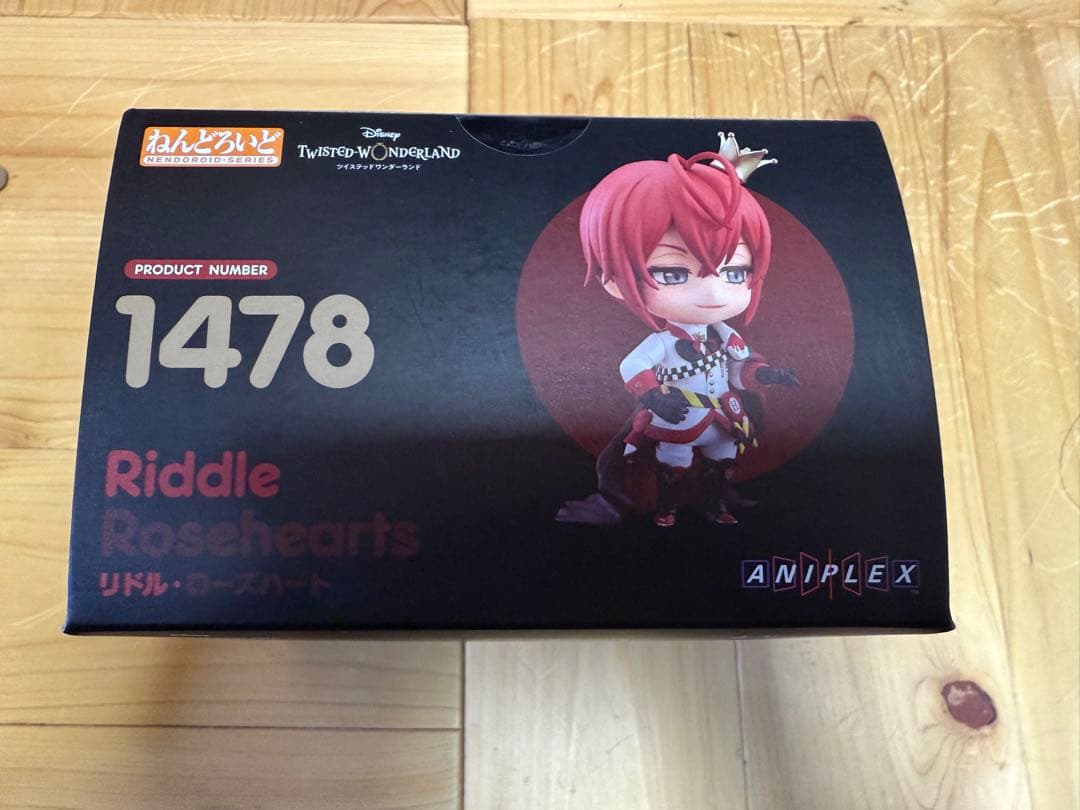 ねんどろいど
NENDOROID-SERIES
Disney
TWISTED-WONDERLAND
ツイステッドワンダーランド
PRODUCT NUMBER
1478
Riddle
Rosehearts
リドル・ローズハート
ANIPLEX